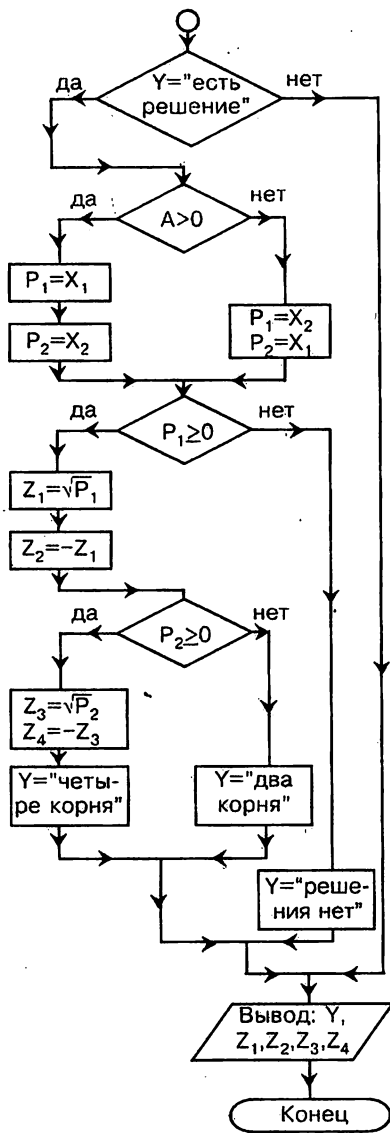 да
Y="есть
решение"
нет
да
A>0
нет
P₁=X₁
P₂=X₂
P₁=X₂
P₂=X₁
да
P₁≥0
нет
Z₁=√P₁
Z₂=–Z₁
да
P₂≥0
нет
Z₃=√P₂
Z₄=–Z₃
Y="четы-
ре корня"
Y="два
корня"
Y="реше-
ния нет"
Вывод: Y,
Z₁,Z₂,Z₃,Z₄
Конец